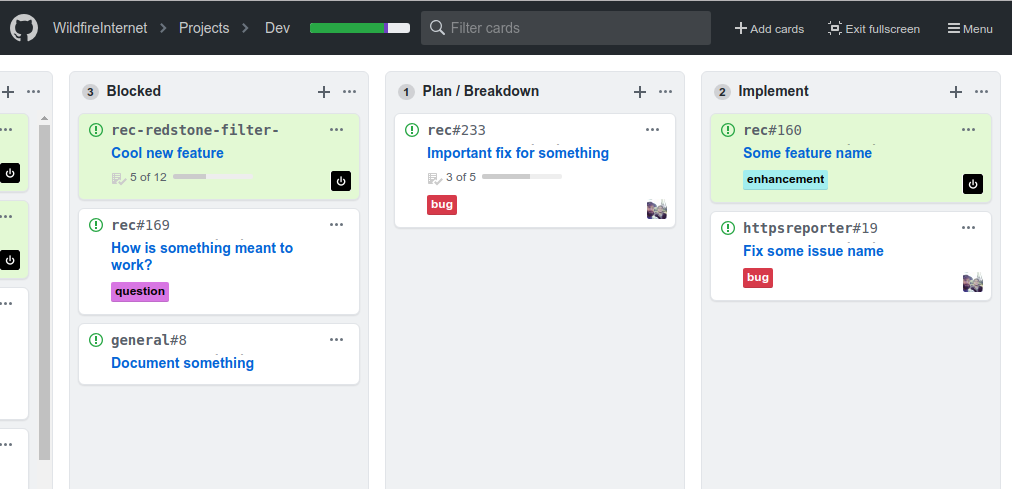 WildfireInternet Projects Dev Filter cards Add cards Exit fullscreen Menu
3 Blocked
rec-redstone-filter-
Cool new feature
5 of 12
rec#169
How is something meant to
work?
question
general#8
Document something
1 Plan / Breakdown
rec#233
Important fix for something
3 of 5
bug
2 Implement
rec#160
Some feature name
enhancement
httpsreporter#19
Fix some issue name
bug